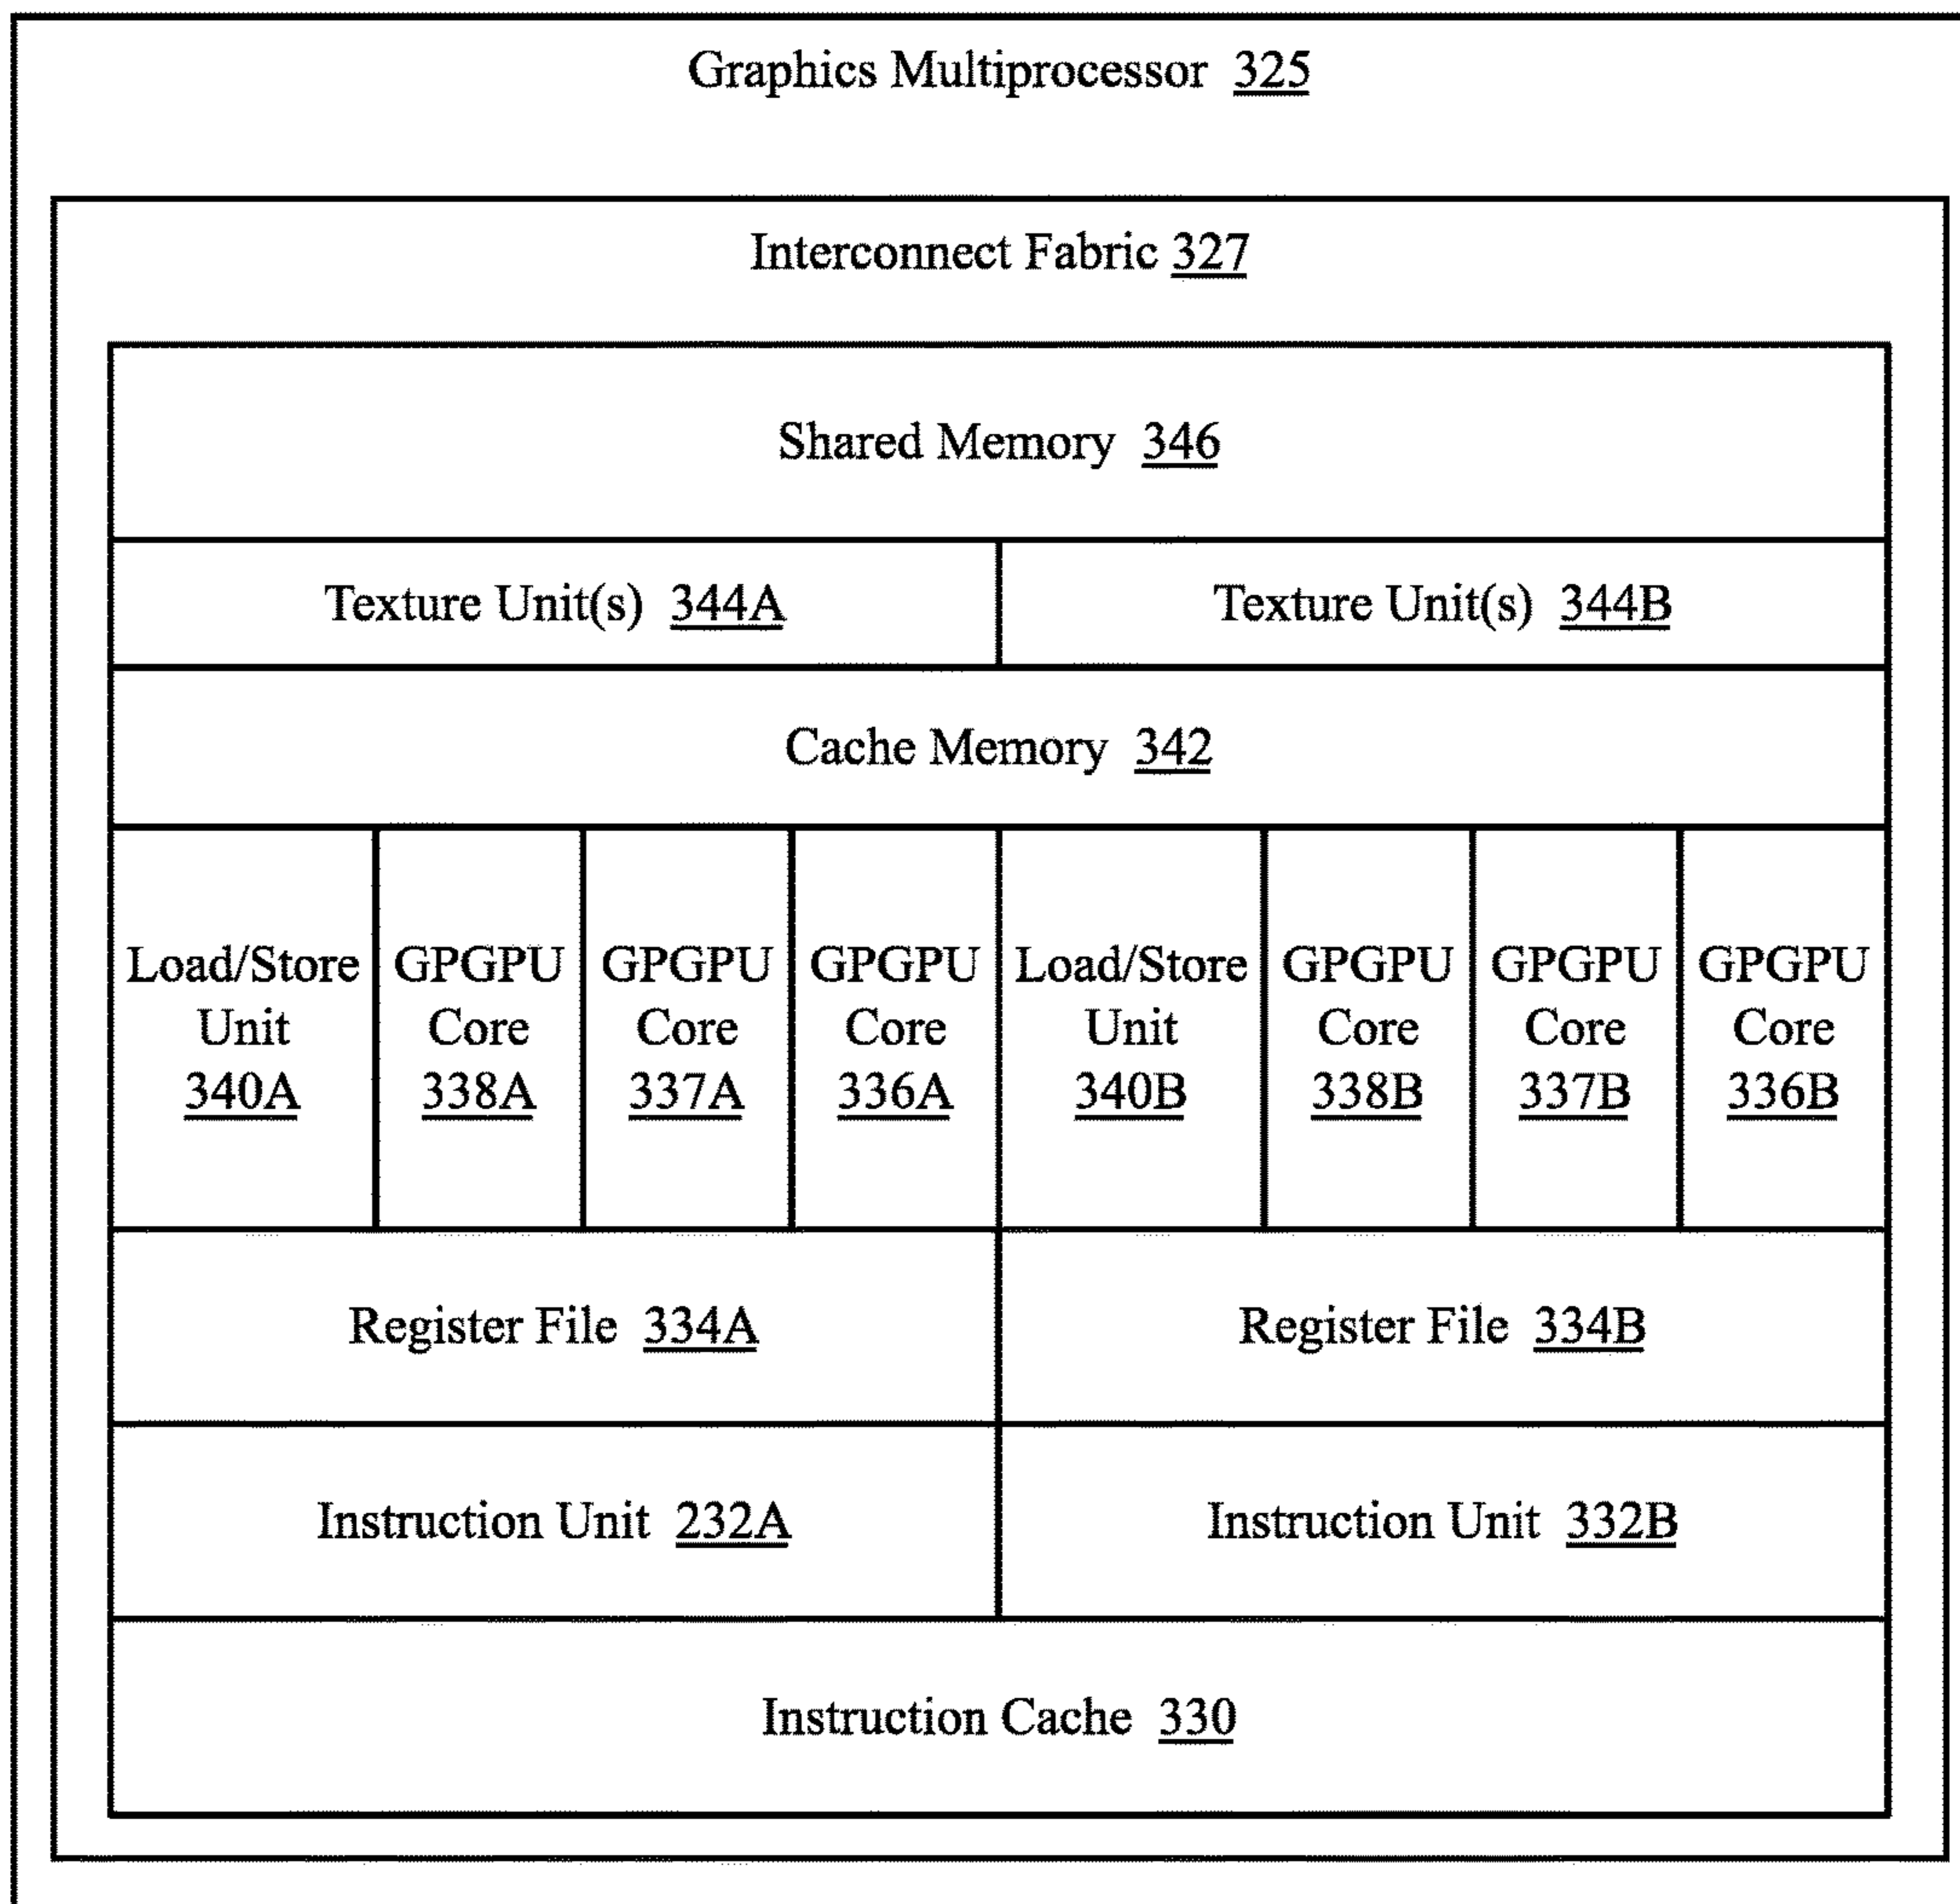 Graphics Multiprocessor 325
Interconnect Fabric 327
Shared Memory 346
Texture Unit(s) 344A
Texture Unit(s) 344B
Cache Memory 342
Load/Store
Unit
340A
GPGPU
Core
338A
GPGPU
Core
337A
GPGPU
Core
336A
Load/Store
Unit
340B
GPGPU
Core
338B
GPGPU
Core
337B
GPGPU
Core
336B
Register File 334A
Register File 334B
Instruction Unit 232A
Instruction Unit 332B
Instruction Cache 330